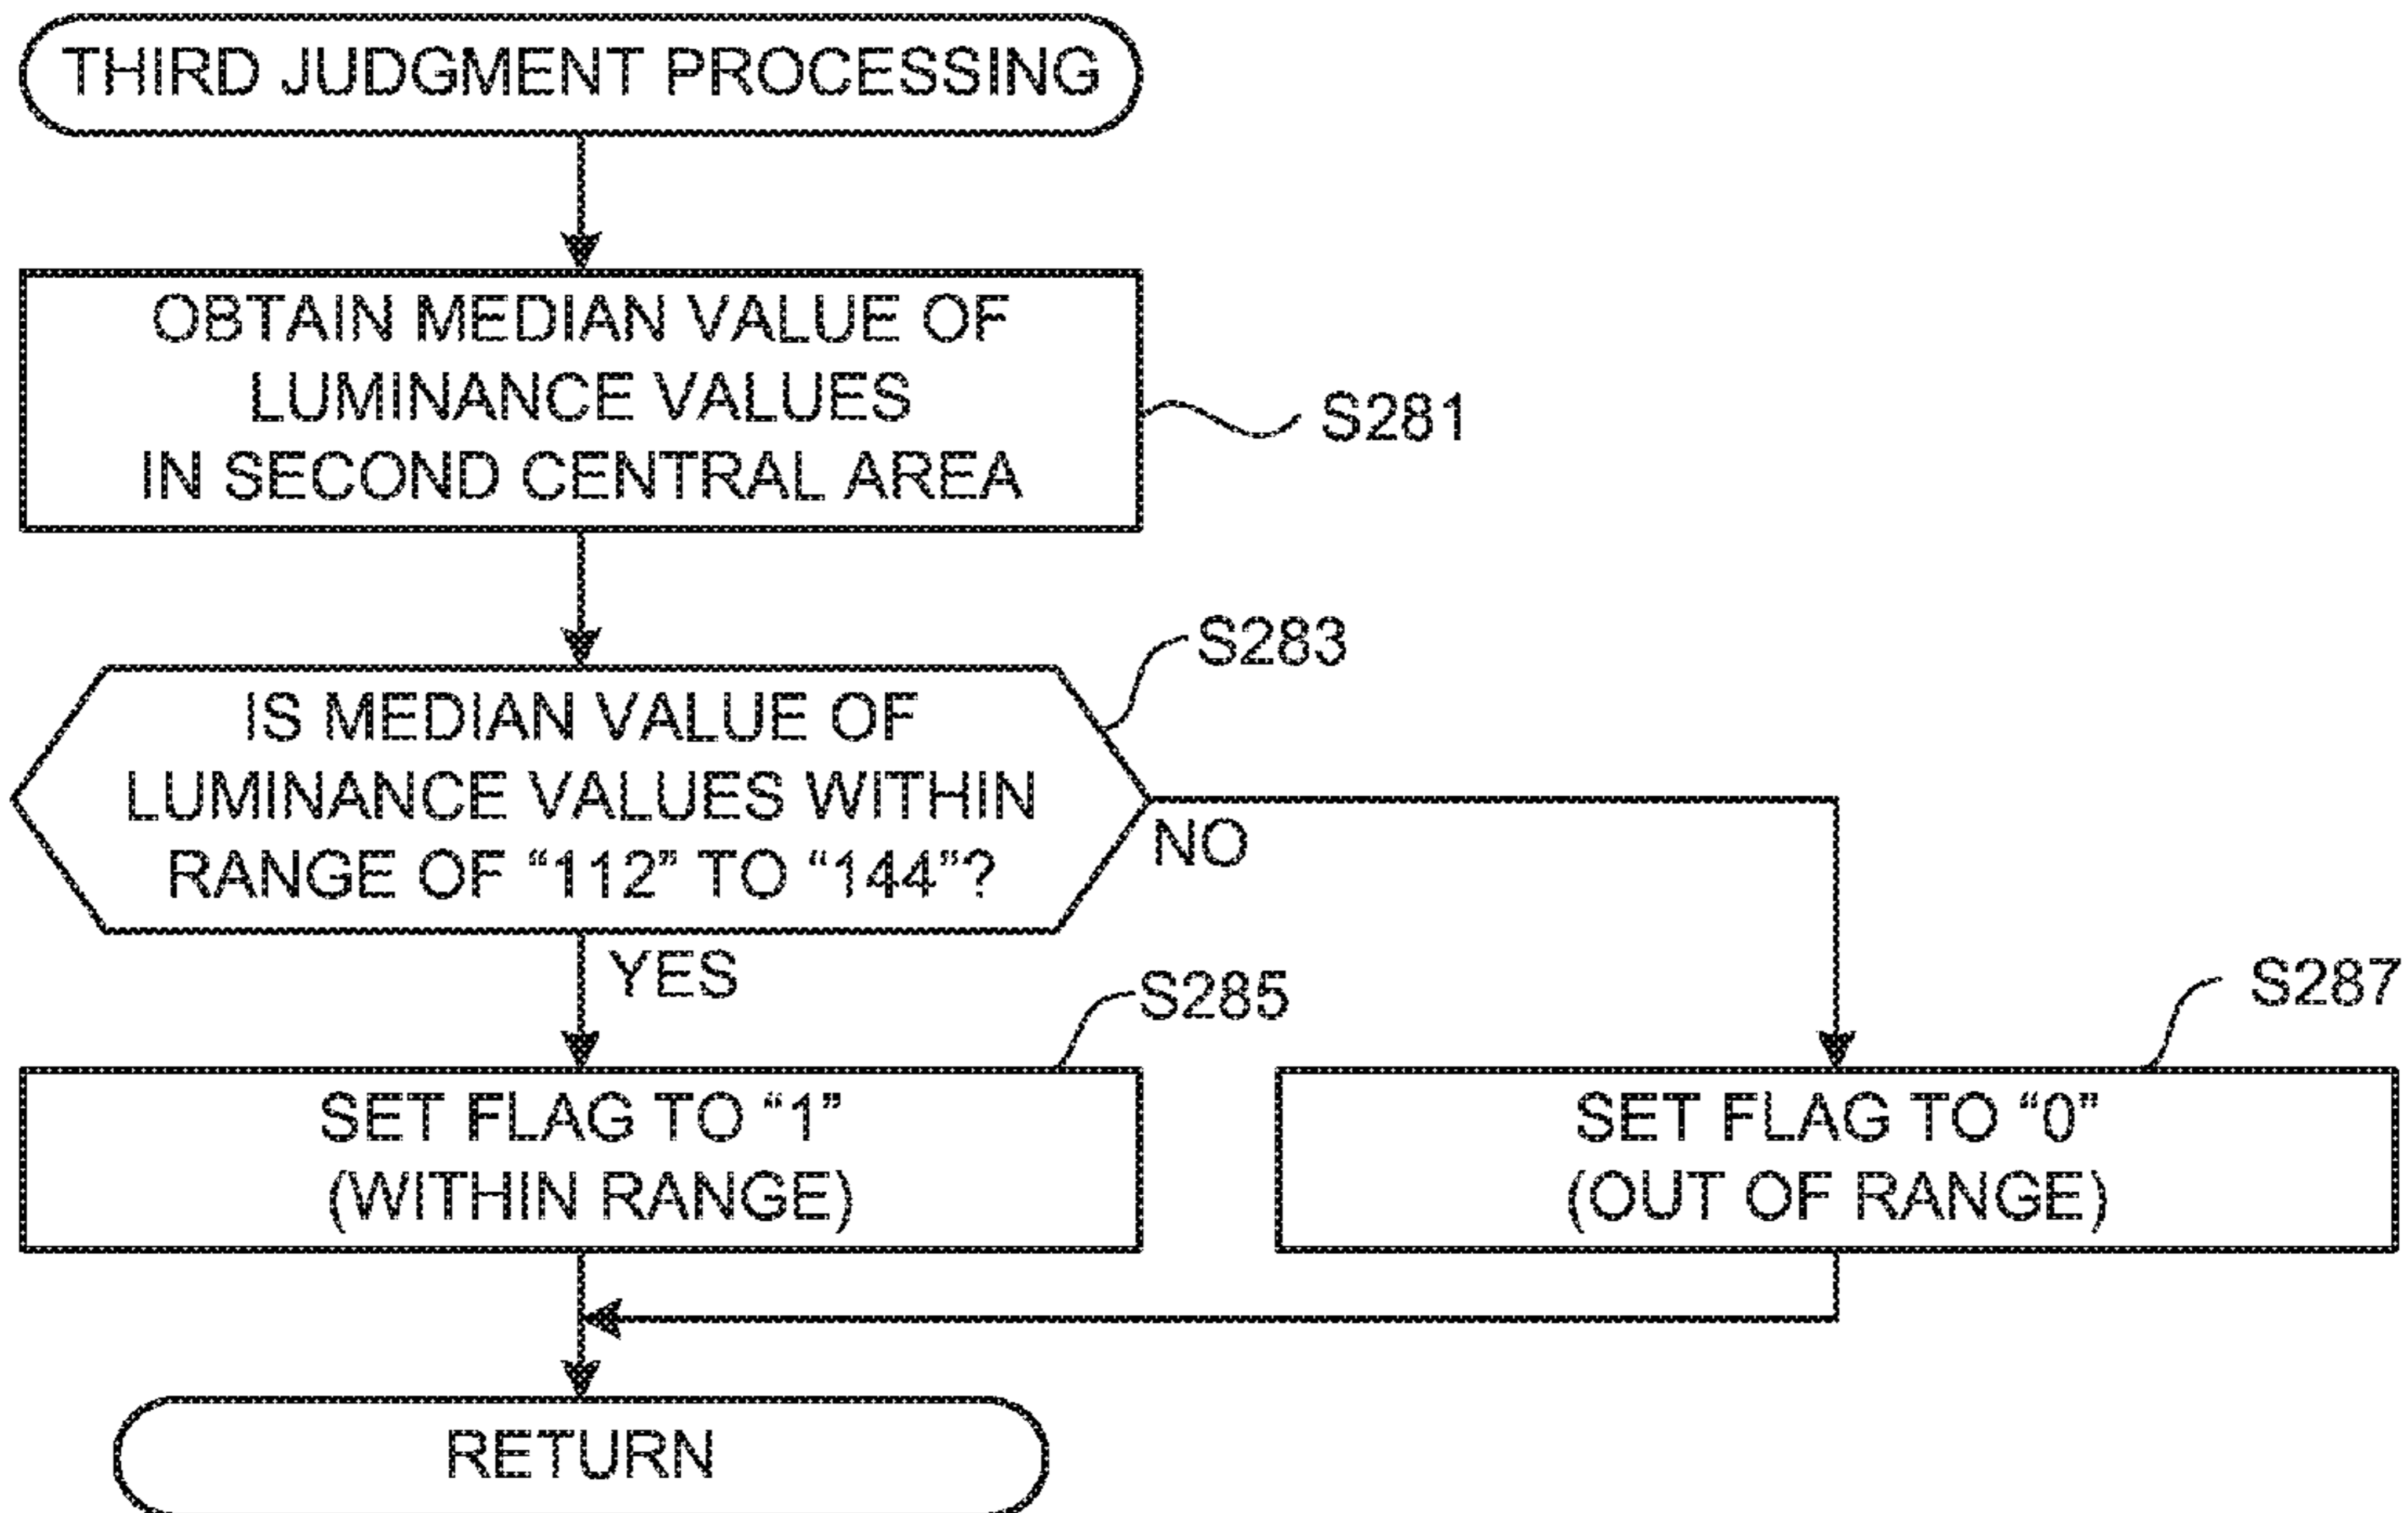 THIRD JUDGMENT PROCESSING
OBTAIN MEDIAN VALUE OF
LUMINANCE VALUES
IN SECOND CENTRAL AREA
S281
S283
IS MEDIAN VALUE OF
LUMINANCE VALUES WITHIN
RANGE OF “112” TO “144”?
NO
YES
S285
S287
SET FLAG TO “1”
(WITHIN RANGE)
SET FLAG TO “0”
(OUT OF RANGE)
RETURN